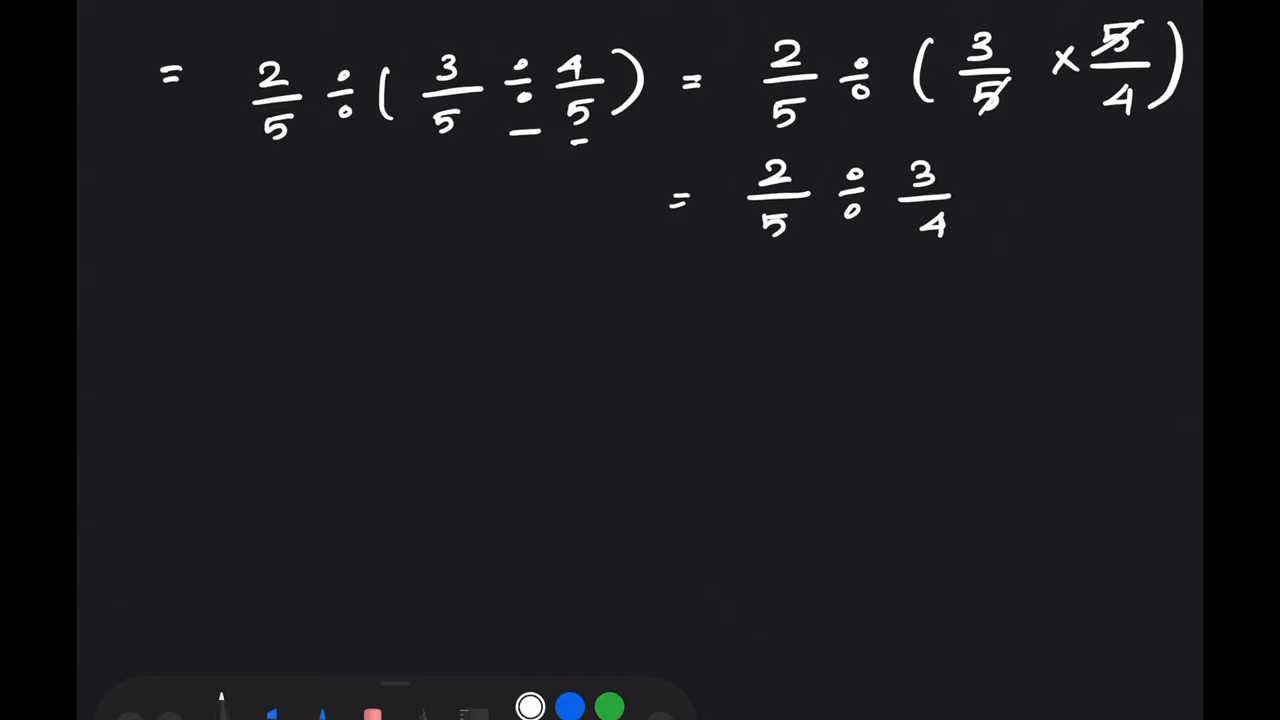 = 2/5 ÷ ( 3/5 ÷ 4/5 ) = 2/5 ÷ ( 3/5 × 5/4 )
= 2/5 ÷ 3/4